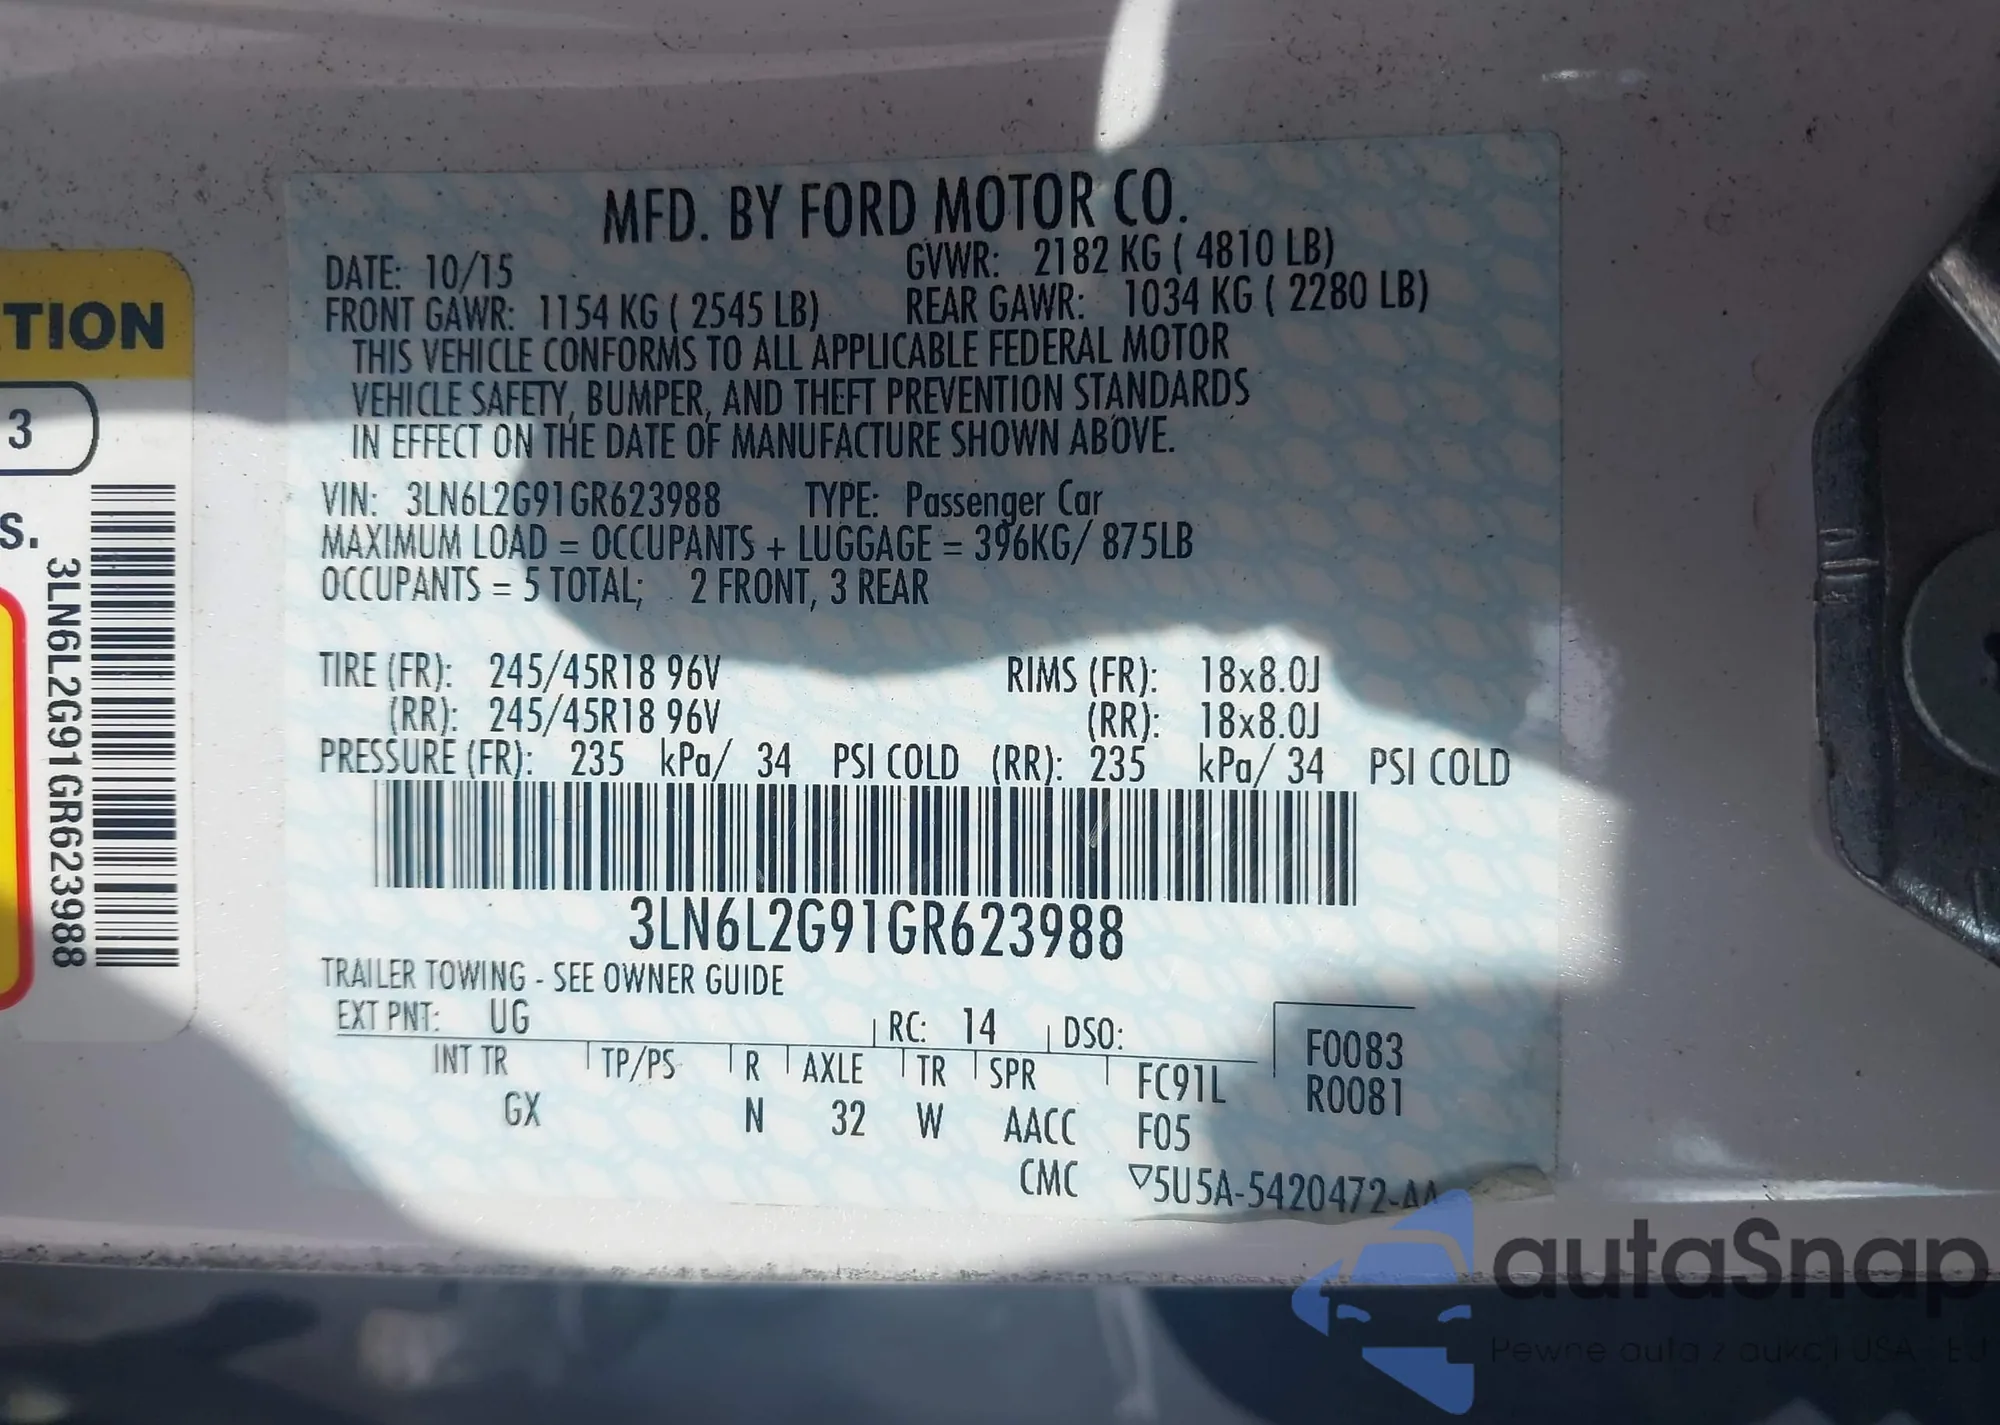 MFD. BY FORD MOTOR CO.
DATE: 10/15 GVWR: 2182 KG ( 4810 LB)
FRONT GAWR: 1154 KG ( 2545 LB) REAR GAWR: 1034 KG ( 2280 LB)
THIS VEHICLE CONFORMS TO ALL APPLICABLE FEDERAL MOTOR
VEHICLE SAFETY, BUMPER, AND THEFT PREVENTION STANDARDS
IN EFFECT ON THE DATE OF MANUFACTURE SHOWN ABOVE.
VIN: 3LN6L2G91GR623988 TYPE: Passenger Car
MAXIMUM LOAD = OCCUPANTS + LUGGAGE = 396KG/ 875LB
OCCUPANTS = 5 TOTAL; 2 FRONT, 3 REAR
TIRE (FR): 245/45R18 96V RIMS (FR): 18x8.0J
(RR): 245/45R18 96V (RR): 18x8.0J
PRESSURE (FR): 235 kPa/ 34 PSI COLD (RR): 235 kPa/ 34 PSI COLD
3LN6L2G91GR623988
TRAILER TOWING - SEE OWNER GUIDE
EXT PNT: UG RC: 14 DSO: F0083
INT TR TP/PS R AXLE TR SPR FC91L R0081
GX N 32 W AACC F05
CMC ▽5U5A-5420472-AA
TION
3
S.
3LN6L2G91GR623988
autaSnap
Pewne auta z aukcji USA - EU